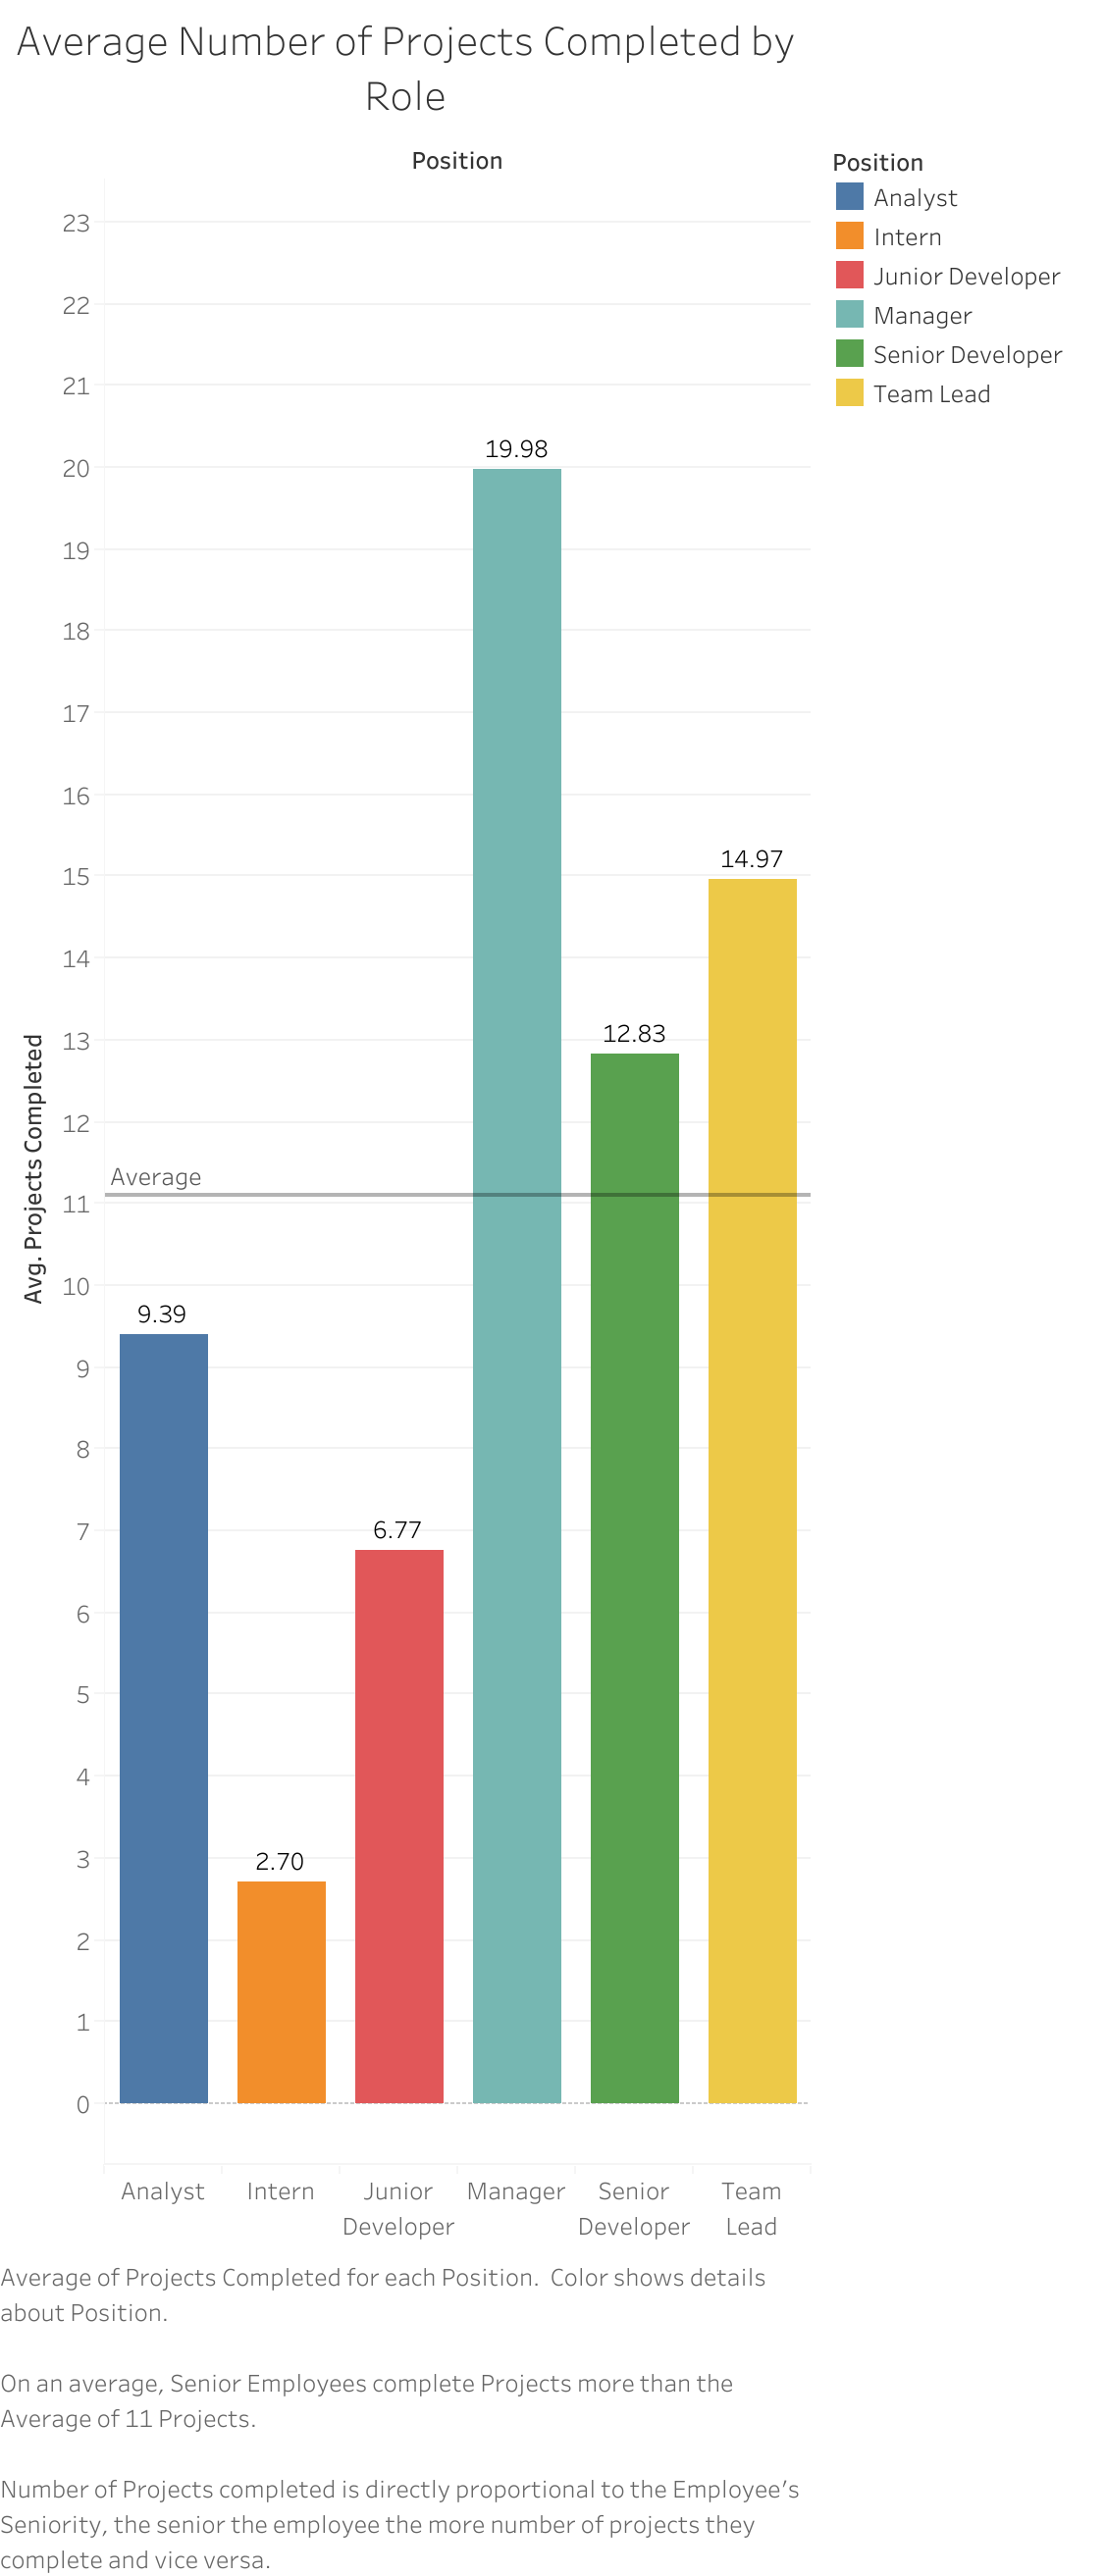 Average Number of Projects Completed by
Role
Position
Position
Analyst
Intern
Junior Developer
Manager
Senior Developer
Team Lead
Avg. Projects Completed
23
22
21
20
19
18
17
16
15
14
13
12
11
10
9
8
7
6
5
4
3
2
1
0
Average
9.39
2.70
6.77
19.98
12.83
14.97
Analyst
Intern
Junior
Developer
Manager
Senior
Developer
Team
Lead
Average of Projects Completed for each Position.  Color shows details
about Position.
On an average, Senior Employees complete Projects more than the
Average of 11 Projects.
Number of Projects completed is directly proportional to the Employee's
Seniority, the senior the employee the more number of projects they
complete and vice versa.